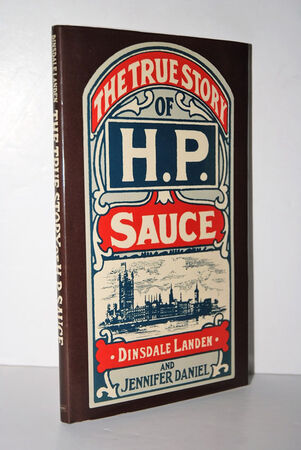 THE TRUE STORY
OF
H.P.
SAUCE
• DINSDALE LANDEN •
AND
JENNIFER DANIEL
DINSDALE LANDEN THE TRUE STORY OF H.P. SAUCE